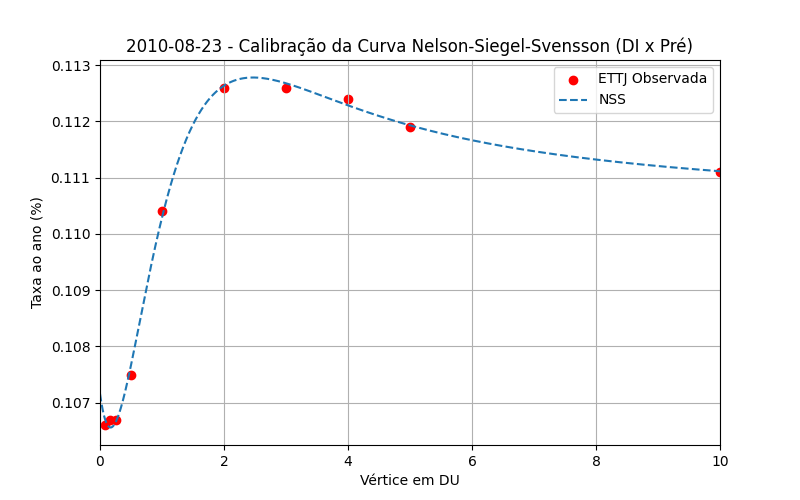 2010-08-23 - Calibração da Curva Nelson-Siegel-Svensson (DI x Pré)
ETTJ Observada
NSS
Taxa ao ano (%)
0.113
0.112
0.111
0.110
0.109
0.108
0.107
0 2 4 6 8 10
Vértice em DU